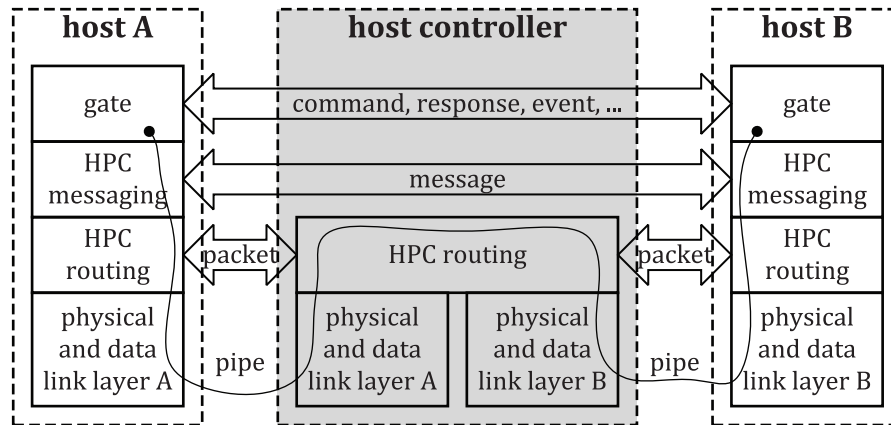 host A
host controller
host B
gate
command, response, event, ...
gate
HPC
messaging
message
HPC
messaging
HPC
routing
packet
HPC routing
packet
HPC
routing
physical
and data
link layer A
pipe
physical
and data
link layer A
physical
and data
link layer B
pipe
physical
and data
link layer B